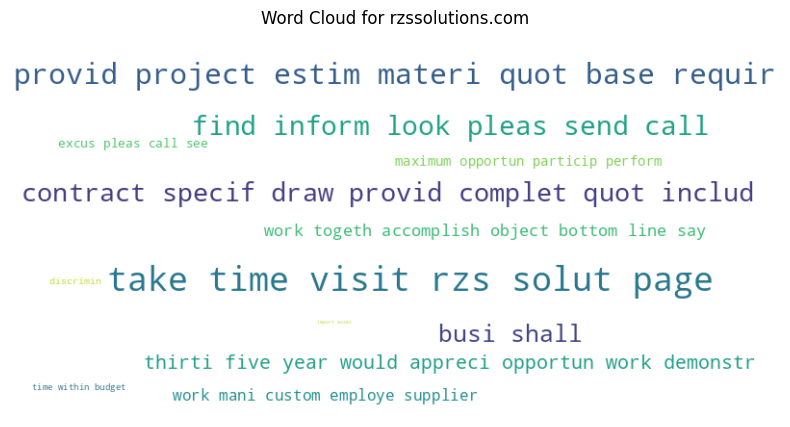 Word Cloud for rzssolutions.com
provid project estim materi quot base requir
find inform look pleas send call
excus pleas call see
maximum opportun particip perform
contract specif draw provid complet quot includ
work togeth accomplish object bottom line say
take time visit rzs solut page
discrimin
busi shall
thirti five year would appreci opportun work demonstr
time within budget
work mani custom employe supplier